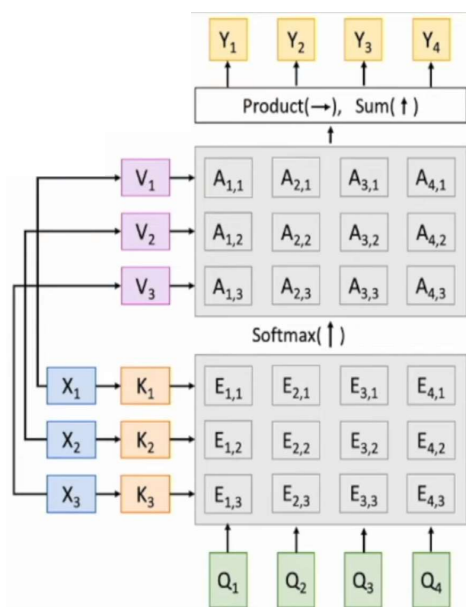 Y1 Y2 Y3 Y4
Product(→), Sum(↑)
V1 A1,1 A2,1 A3,1 A4,1
V2 A1,2 A2,2 A3,2 A4,2
V3 A1,3 A2,3 A3,3 A4,3
Softmax(↑)
X1 K1 E1,1 E2,1 E3,1 E4,1
X2 K2 E1,2 E2,2 E3,2 E4,2
X3 K3 E1,3 E2,3 E3,3 E4,3
Q1 Q2 Q3 Q4